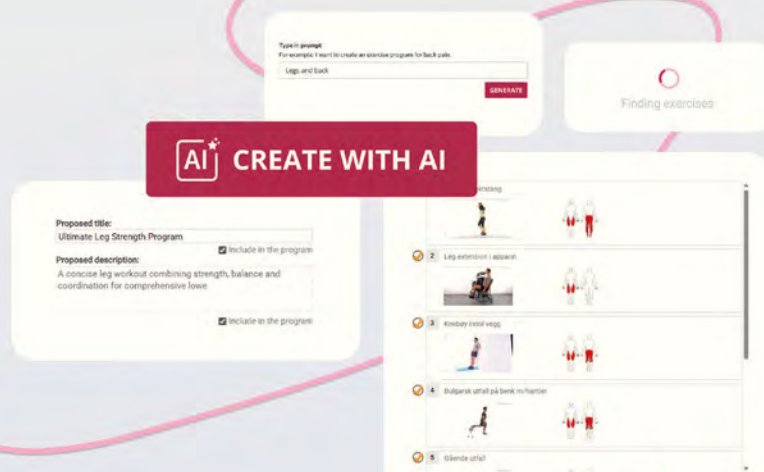 Type in prompt
For example: I want to create an exercise program for back pain.
Legs and back
GENERATE
Finding exercises
AI CREATE WITH AI
Proposed title:
Ultimate Leg Strength Program
Include in the program
Proposed description:
A concise leg workout combining strength, balance and
coordination for comprehensive lowe
Include in the program
2 Leg extension i apparat
3 Knebøy inntil vegg
4 Bulgarsk utfall på benk m/hantler
5 Gående utfall